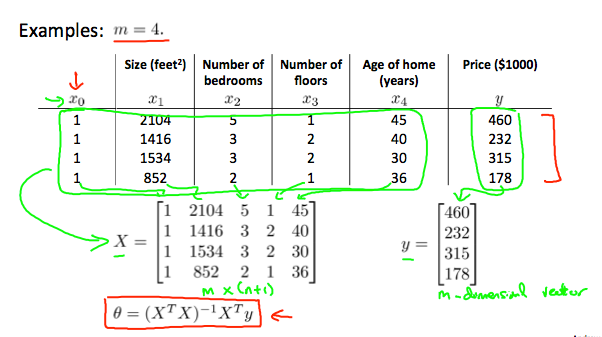 Examples: m = 4.
Size (feet²) Number of bedrooms Number of floors Age of home (years) Price ($1000)
x₀ x₁ x₂ x₃ x₄ y
1 2104 5 1 45 460
1 1416 3 2 40 232
1 1534 3 2 30 315
1 852 2 1 36 178
X = [1 2104 5 1 45
1 1416 3 2 40
1 1534 3 2 30
1 852 2 1 36]
m x (n+1)
y = [460
232
315
178]
m-dimensional vector
θ = (XᵀX)⁻¹Xᵀy